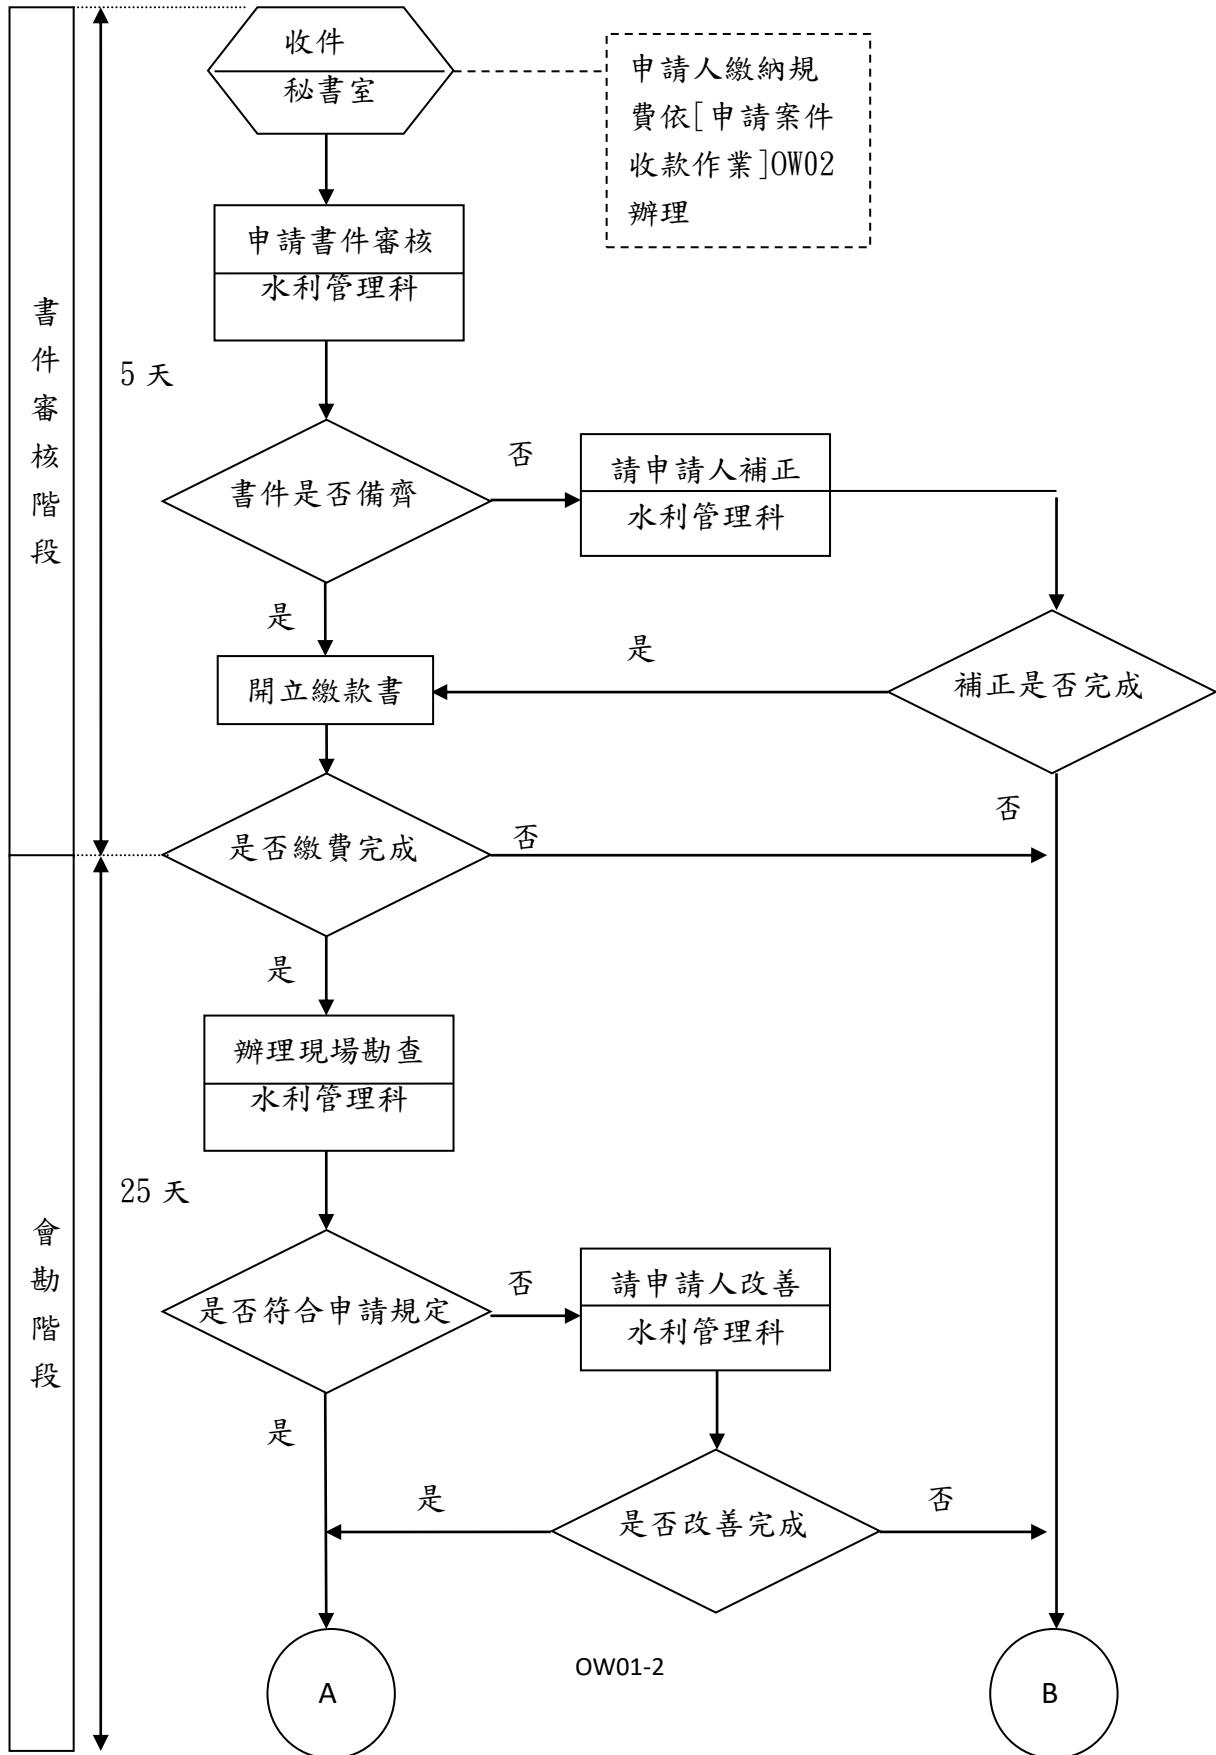 收件
秘書室
申請人繳納規
費依[申請案件
收款作業]OW02
辦理
申請書件審核
水利管理科
書件審核階段
5 天
書件是否備齊
否
請申請人補正
水利管理科
是
是
開立繳款書
補正是否完成
否
是否繳費完成
否
是
辦理現場勘查
水利管理科
25 天
會勘階段
是否符合申請規定
否
請申請人改善
水利管理科
是
是
是否改善完成
否
A
OW01-2
B